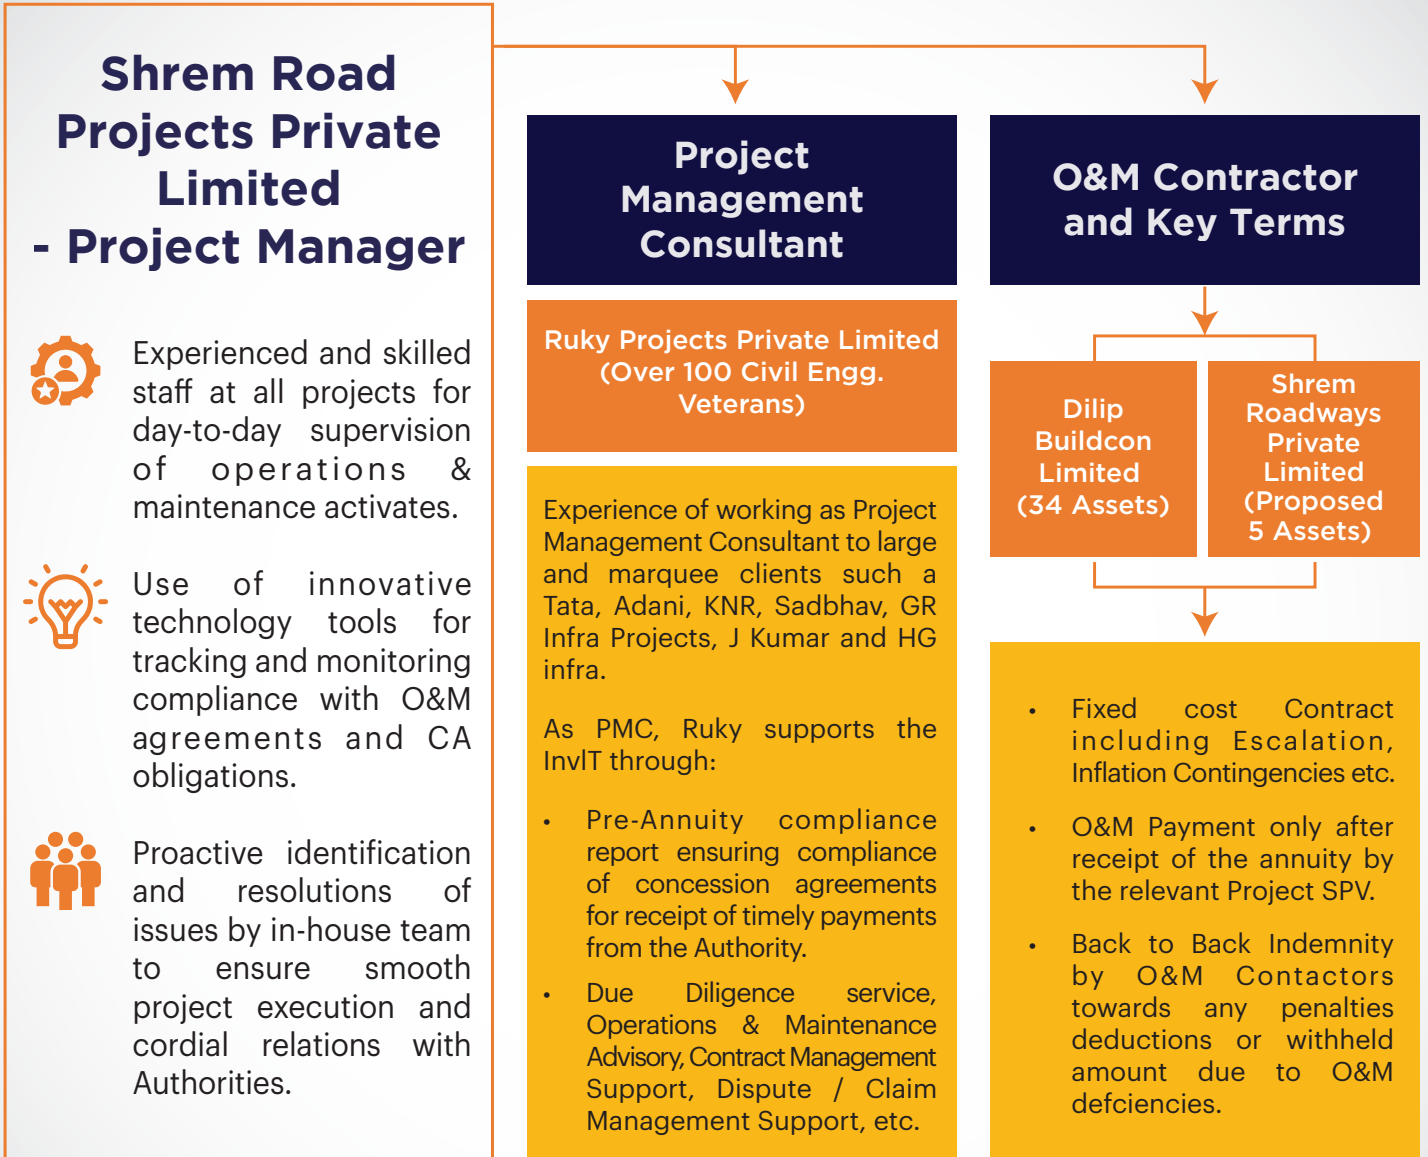 Shrem Road
Projects Private
Limited
- Project Manager
Experienced and skilled
staff at all projects for
day-to-day supervision
of operations &
maintenance activates.
Use of innovative
technology tools for
tracking and monitoring
compliance with O&M
agreements and CA
obligations.
Proactive identification
and resolutions of
issues by in-house team
to ensure smooth
project execution and
cordial relations with
Authorities.
Project
Management
Consultant
Ruky Projects Private Limited
(Over 100 Civil Engg.
Veterans)
Experience of working as Project
Management Consultant to large
and marquee clients such a
Tata, Adani, KNR, Sadbhav, GR
Infra Projects, J Kumar and HG
infra.
As PMC, Ruky supports the
InvIT through:
• Pre-Annuity compliance
report ensuring compliance
of concession agreements
for receipt of timely payments
from the Authority.
• Due Diligence service,
Operations & Maintenance
Advisory, Contract Management
Support, Dispute / Claim
Management Support, etc.
O&M Contractor
and Key Terms
Dilip
Buildcon
Limited
(34 Assets)
Shrem
Roadways
Private
Limited
(Proposed
5 Assets)
• Fixed cost Contract
including Escalation,
Inflation Contingencies etc.
• O&M Payment only after
receipt of the annuity by
the relevant Project SPV.
• Back to Back Indemnity
by O&M Contactors
towards any penalties
deductions or withheld
amount due to O&M
defciencies.